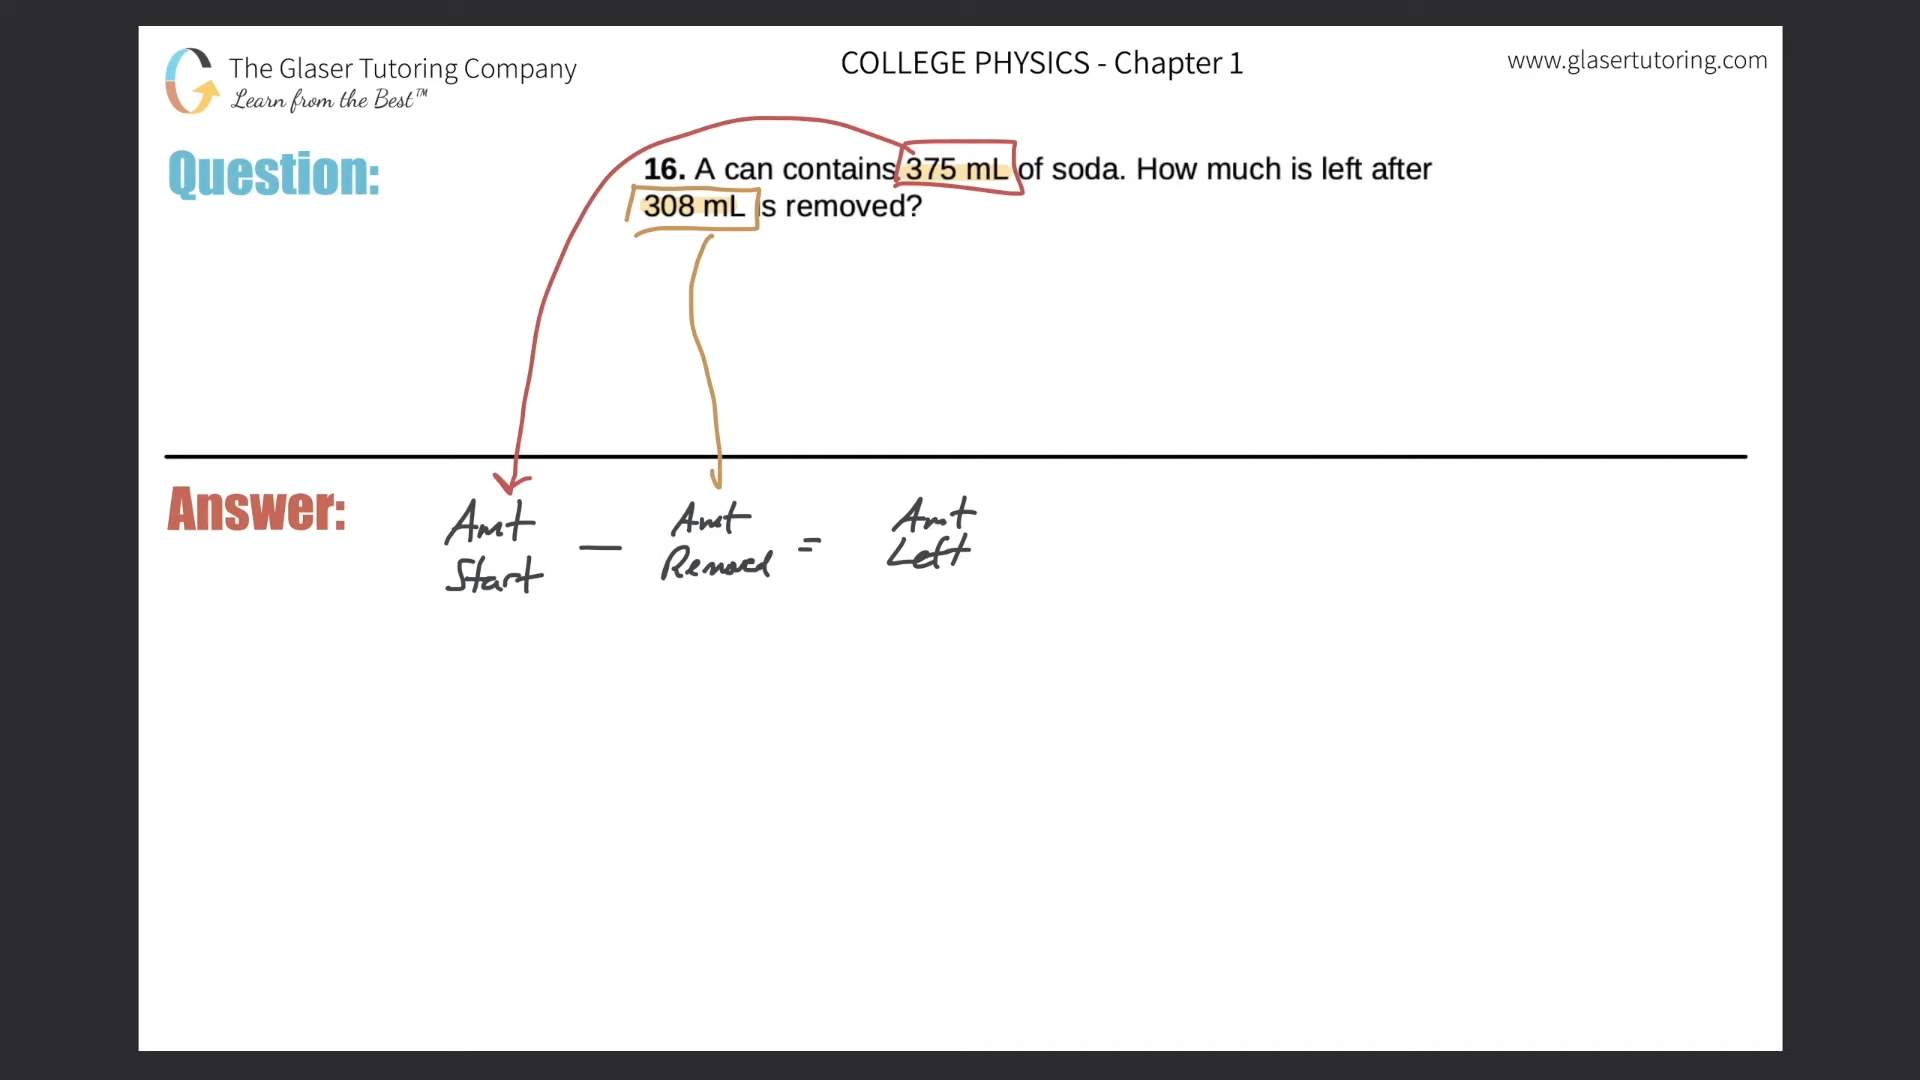 The Glaser Tutoring Company
Learn from the Best™
COLLEGE PHYSICS - Chapter 1
www.glasertutoring.com
Question:
16. A can contains 375 mL of soda. How much is left after
308 mL is removed?
Answer:
Amt Start — Amt Removed = Amt Left